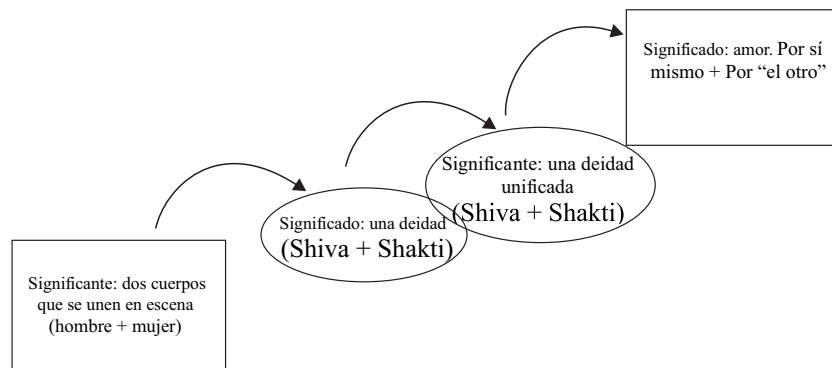 Significado: amor. Por sí
mismo + Por “el otro”
Significante: una deidad
unificada
(Shiva + Shakti)
Significado: una deidad
(Shiva + Shakti)
Significante: dos cuerpos
que se unen en escena
(hombre + mujer)